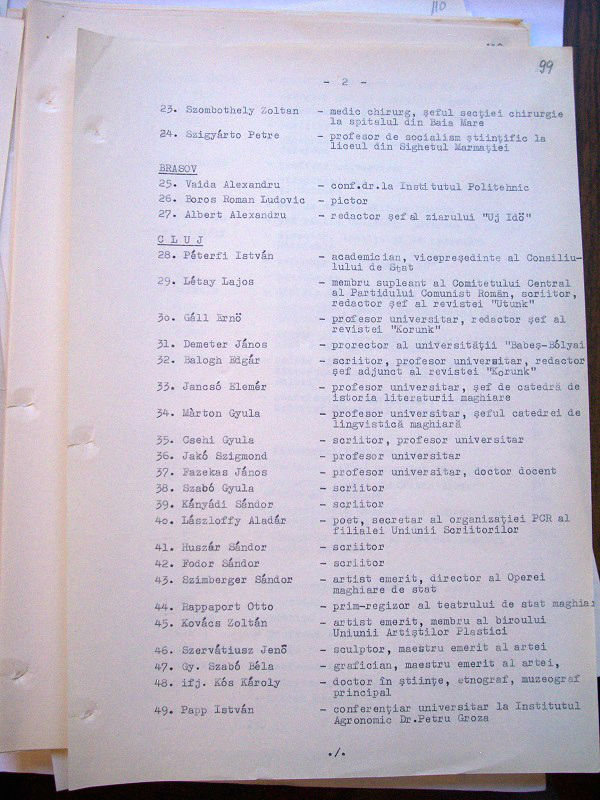 110
99
- 2 -
23. Szombothely Zoltan - medic chirurg, şeful secţiei chirurgie
la spitalul din Baia Mare
24. Szigyárto Petre - profesor de socialism ştiinţific la
liceul din Sighetul Marmaţiei
BRASOV
25. Vaida Alexandru - conf.dr.la Institutul Politehnic
26. Boros Roman Ludovic - pictor
27. Albert Alexandru - redactor şef al ziarului "Uj Idö"
C L U J
28. Péterfi István - academician, vicepreşedinte al Consiliu-
lului de Stat
29. Létay Lajos - membru supleant al Comitetului Central
al Partidului Comunist Român, scriitor,
redactor şef al revistei "Utunk"
30. Gáll Ernö - profesor universitar, redactor şef al
revistei "Korunk"
31. Demeter János - prorector al universităţii "Babeş-Bólyai
32. Balogh Edgár - scriitor, profesor universitar, redactor
şef adjunct al revistei "Korunk"
33. Jancsó Elemér - profesor universitar, şef de catedră de
istoria literaturii maghiare
34. Màrton Gyula - profesor universitar, şeful catedrei de
lingvistică maghiară
35. Csehi Gyula - scriitor, profesor universitar
36. Jakó Szigmond - profesor universitar
37. Fazekas János - profesor universitar, doctor docent
38. Szabó Gyula - scriitor
39. Kányádi Sándor - scriitor
40. Lászloffy Aladár - poet, secretar al organizaţiei PCR al
filialei Uniunii Scriitorilor
41. Huszár Sándor - scriitor
42. Fodor Sándor - scriitor
43. Szimberger Sándor - artist emerit, director al Operei
maghiare de stat
44. Rappaport Otto - prim-regizor al teatrului de stat maghiar
45. Kovács Zoltán - artist emerit, membru al biroului
Uniunii Artiştilor Plastici
46. Szervátiusz Jenö - sculptor, maestru emerit al artei
47. Gy. Szabó Béla - grafician, maestru emerit al artei,
48. ifj. Kós Károly - doctor în ştiinţe, etnograf, muzeograf
principal
49. Papp István - conferenţiar universitar la Institutul
Agronomic Dr.Petru Groza
./.